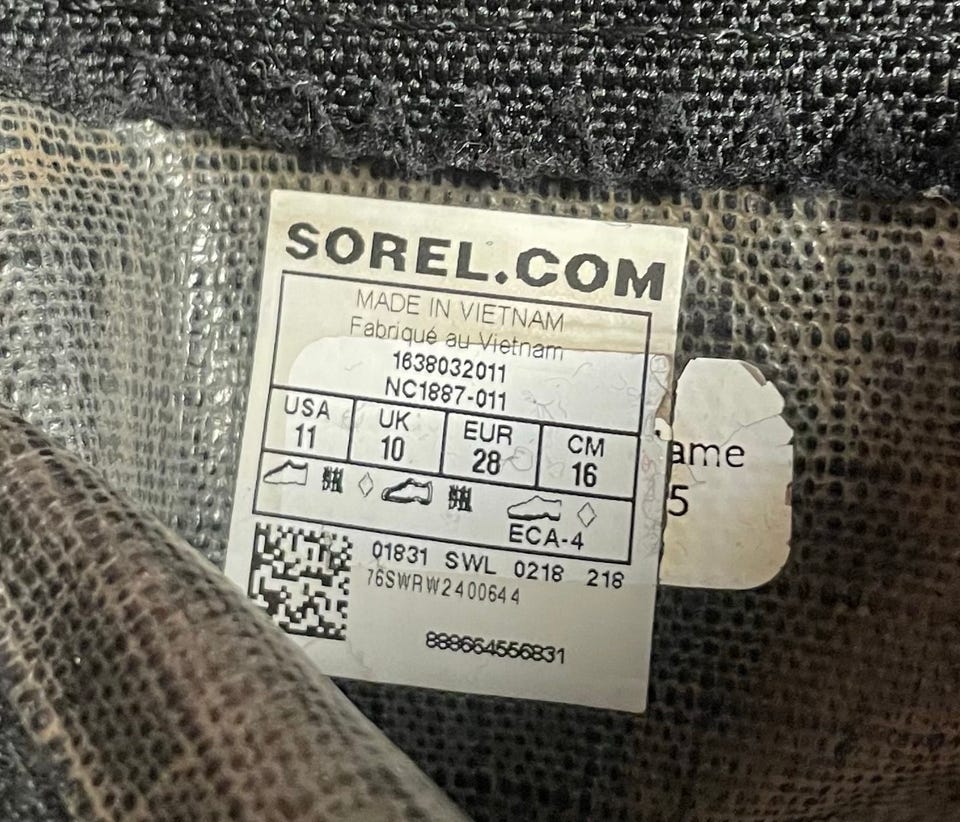 SOREL.COM
MADE IN VIETNAM
Fabriqué au Vietnam
1638032011
NC1887-011
USA UK EUR CM
11 10 28 16
ECA-4
01831 SWL 0218 218
76SWRW2400644
888664556831
ame
5